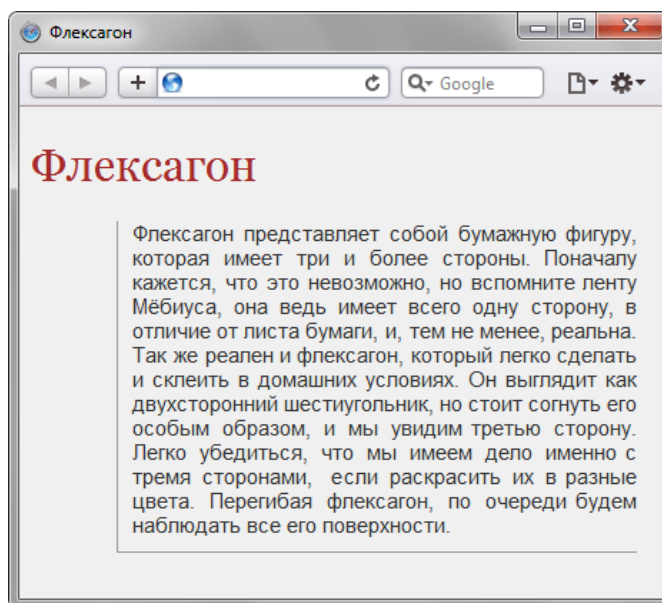 Флексагон
Google
Флексагон
Флексагон представляет собой бумажную фигуру,
которая имеет три и более стороны. Поначалу
кажется, что это невозможно, но вспомните ленту
Мёбиуса, она ведь имеет всего одну сторону, в
отличие от листа бумаги, и, тем не менее, реальна.
Так же реален и флексагон, который легко сделать
и склеить в домашних условиях. Он выглядит как
двухсторонний шестиугольник, но стоит согнуть его
особым образом, и мы увидим третью сторону.
Легко убедиться, что мы имеем дело именно с
тремя сторонами, если раскрасить их в разные
цвета. Перегибая флексагон, по очереди будем
наблюдать все его поверхности.